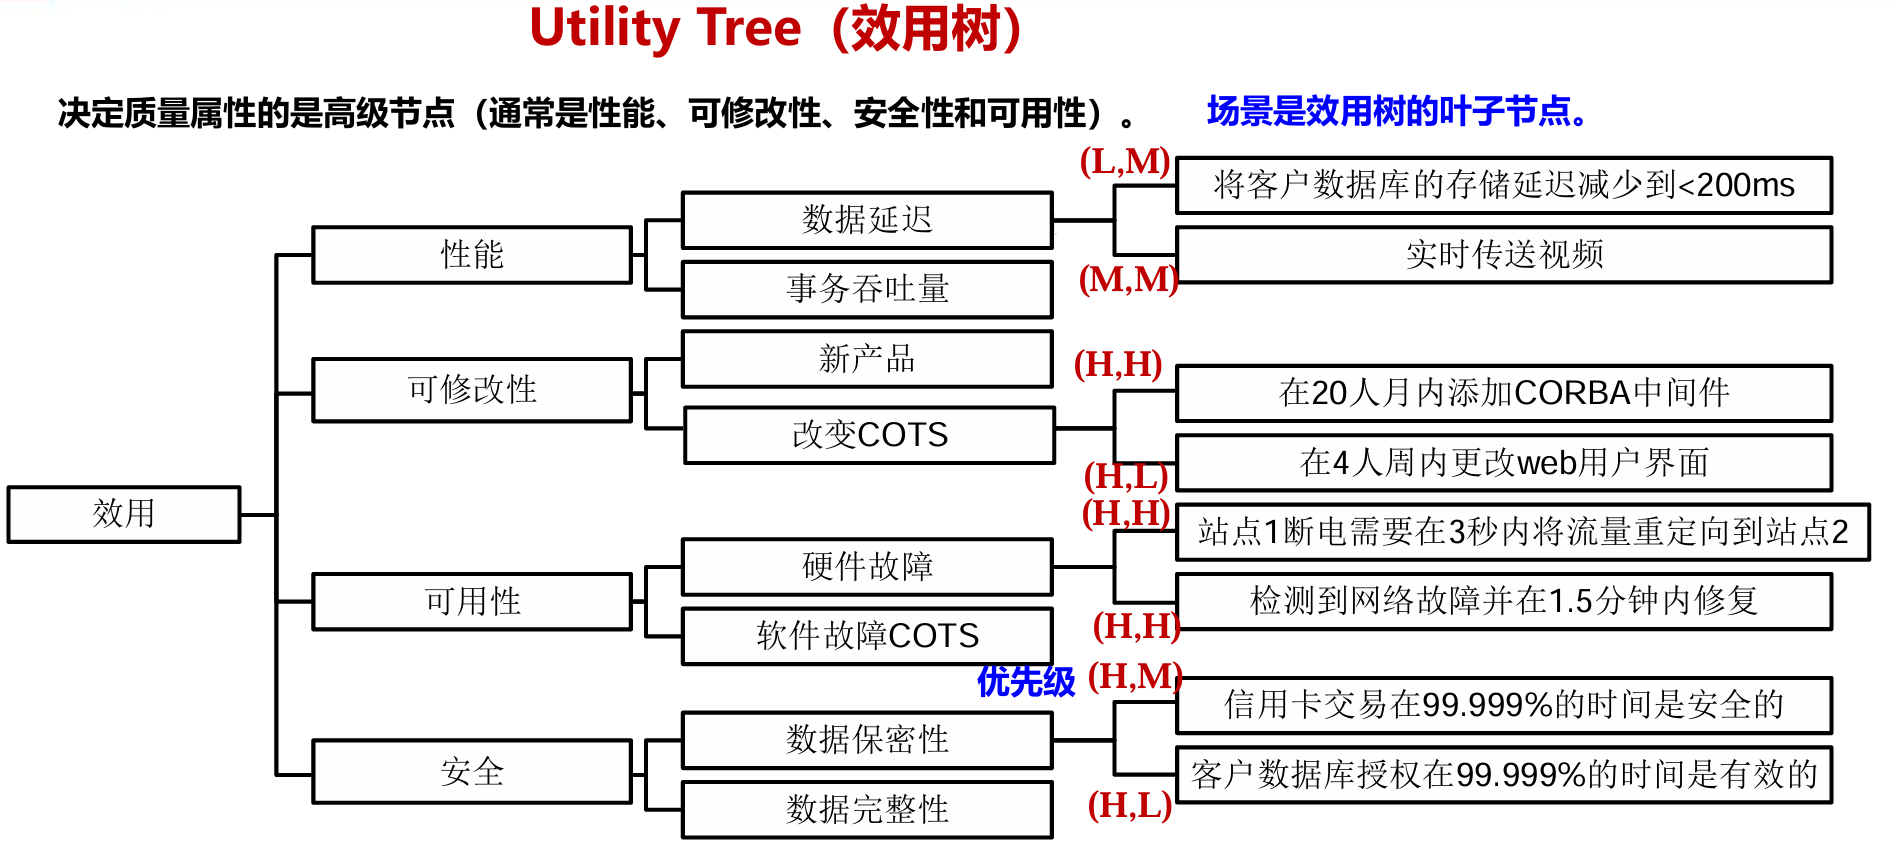 Utility Tree（效用树）
决定质量属性的是高级节点（通常是性能、可修改性、安全性和可用性）。
场景是效用树的叶子节点。
效用
性能
数据延迟
(L,M)
将客户数据库的存储延迟减少到<200ms
(M,M)
实时传送视频
事务吞吐量
可修改性
新产品
改变COTS
(H,H)
在20人月内添加CORBA中间件
(H,L)
在4人周内更改web用户界面
可用性
硬件故障
(H,H)
站点1断电需要在3秒内将流量重定向到站点2
(H,H)
检测到网络故障并在1.5分钟内修复
软件故障COTS
优先级
安全
数据保密性
(H,M)
信用卡交易在99.999%的时间是安全的
(H,L)
客户数据库授权在99.999%的时间是有效的
数据完整性